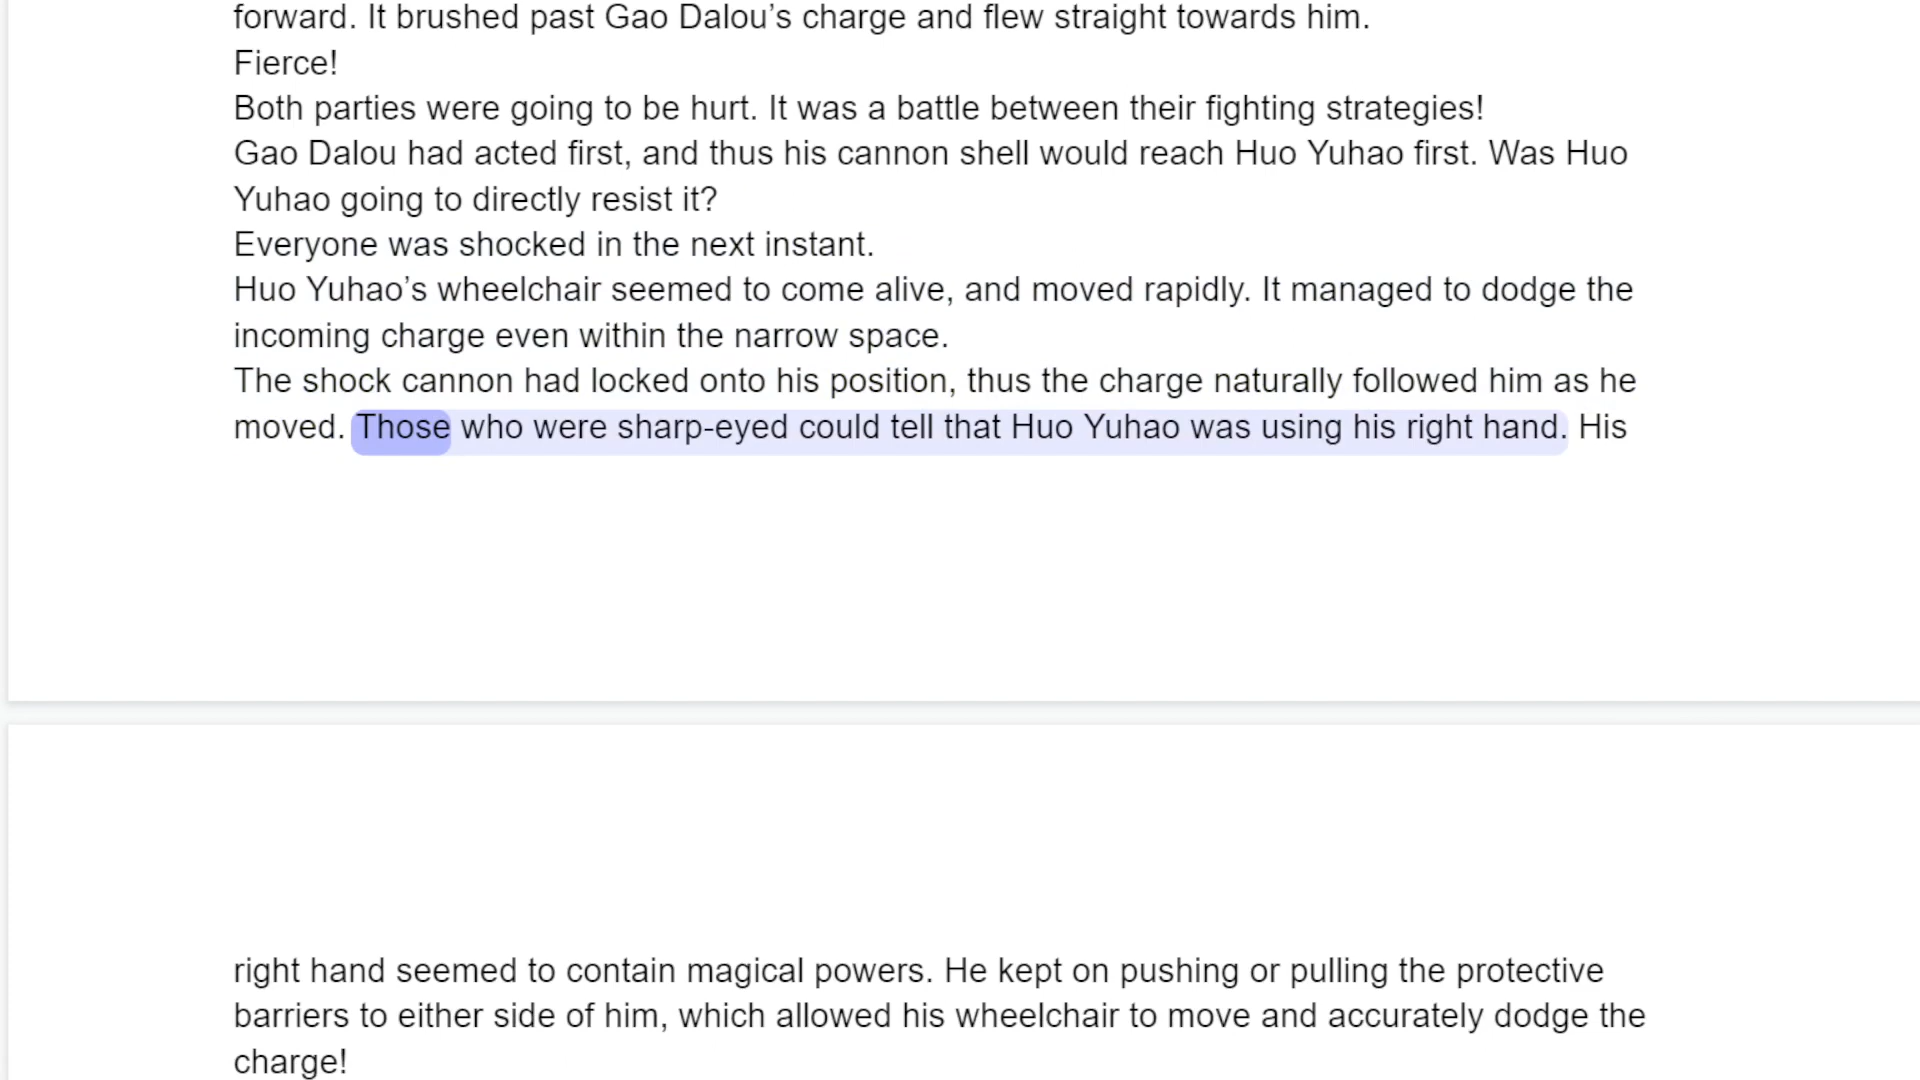 forward. It brushed past Gao Dalou’s charge and flew straight towards him.
Fierce!
Both parties were going to be hurt. It was a battle between their fighting strategies!
Gao Dalou had acted first, and thus his cannon shell would reach Huo Yuhao first. Was Huo
Yuhao going to directly resist it?
Everyone was shocked in the next instant.
Huo Yuhao’s wheelchair seemed to come alive, and moved rapidly. It managed to dodge the
incoming charge even within the narrow space.
The shock cannon had locked onto his position, thus the charge naturally followed him as he
moved. Those who were sharp-eyed could tell that Huo Yuhao was using his right hand. His
right hand seemed to contain magical powers. He kept on pushing or pulling the protective
barriers to either side of him, which allowed his wheelchair to move and accurately dodge the
charge!